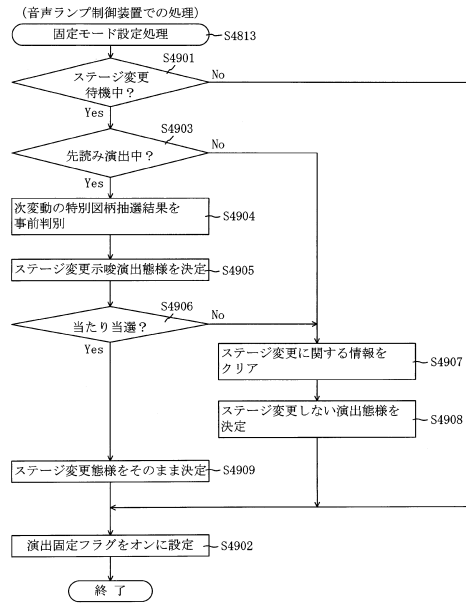 (音声ランプ制御装置での処理)
固定モード設定処理
S4813
S4901
ステージ変更
待機中？
No
Yes
S4903
先読み演出中？
No
Yes
次変動の特別図柄抽選結果を
事前判別
S4904
ステージ変更示唆演出態様を決定
S4905
S4906
当たり当選？
No
Yes
ステージ変更に関する情報を
クリア
S4907
ステージ変更しない演出態様を
決定
S4908
ステージ変更態様をそのまま決定
S4909
演出固定フラグをオンに設定
S4902
終 了